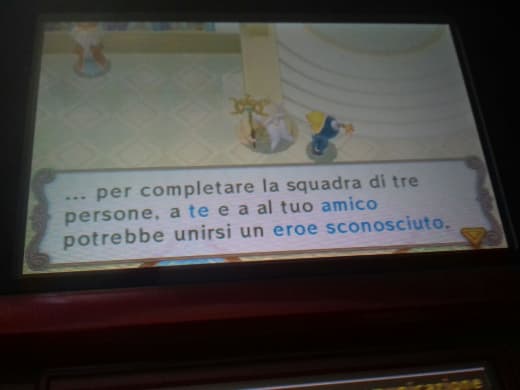 ... per completare la squadra di tre
persone, a te e a al tuo amico
potrebbe unirsi un eroe sconosciuto.